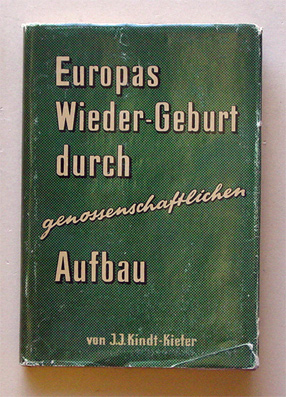 Europas
Wieder-Geburt
durch
genossenschaftlichen
Aufbau
von J.J. Kindt-Kiefer